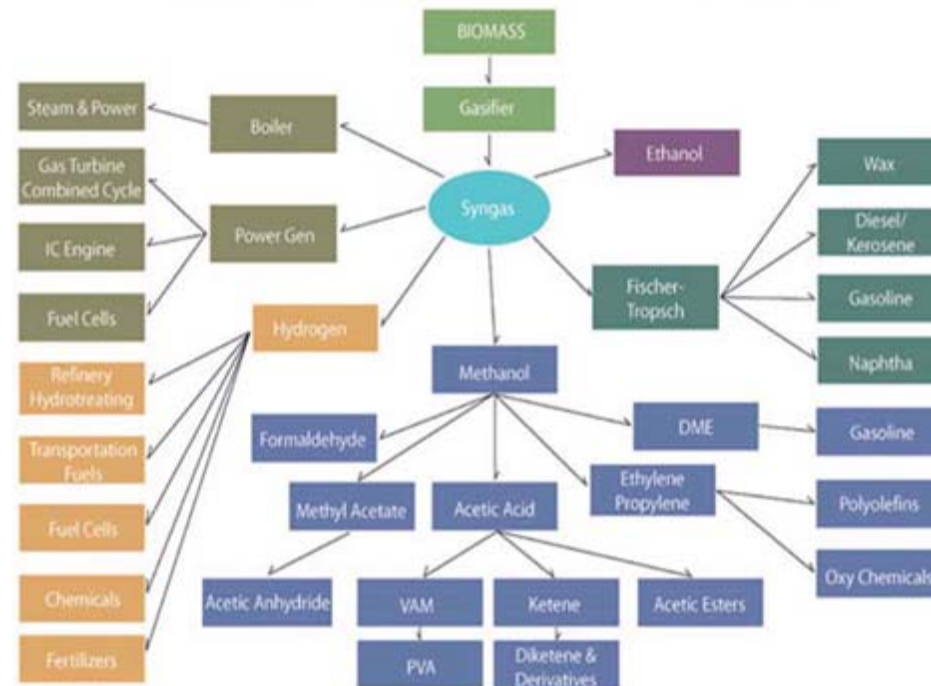 BIOMASS
Gasifier
Syngas
Steam & Power
Boiler
Gas Turbine
Combined Cycle
Power Gen
IC Engine
Fuel Cells
Ethanol
Wax
Diesel/
Kerosene
Fischer-
Tropsch
Gasoline
Naphtha
Hydrogen
Refinery
Hydrotreating
Transportation
Fuels
Fuel Cells
Chemicals
Fertilizers
Methanol
Formaldehyde
DME
Gasoline
Methyl Acetate
Acetic Acid
Ethylene
Propylene
Polyolefins
Oxy Chemicals
Acetic Anhydride
VAM
Ketene
Acetic Esters
PVA
Diketene &
Derivatives